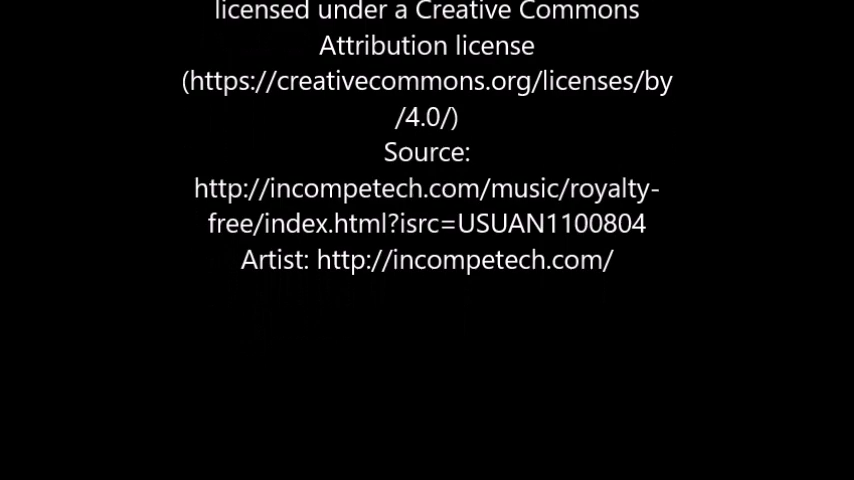 licensed under a Creative Commons
Attribution license
(https://creativecommons.org/licenses/by
/4.0/)
Source:
http://incompetech.com/music/royalty-
free/index.html?isrc=USUAN1100804
Artist: http://incompetech.com/